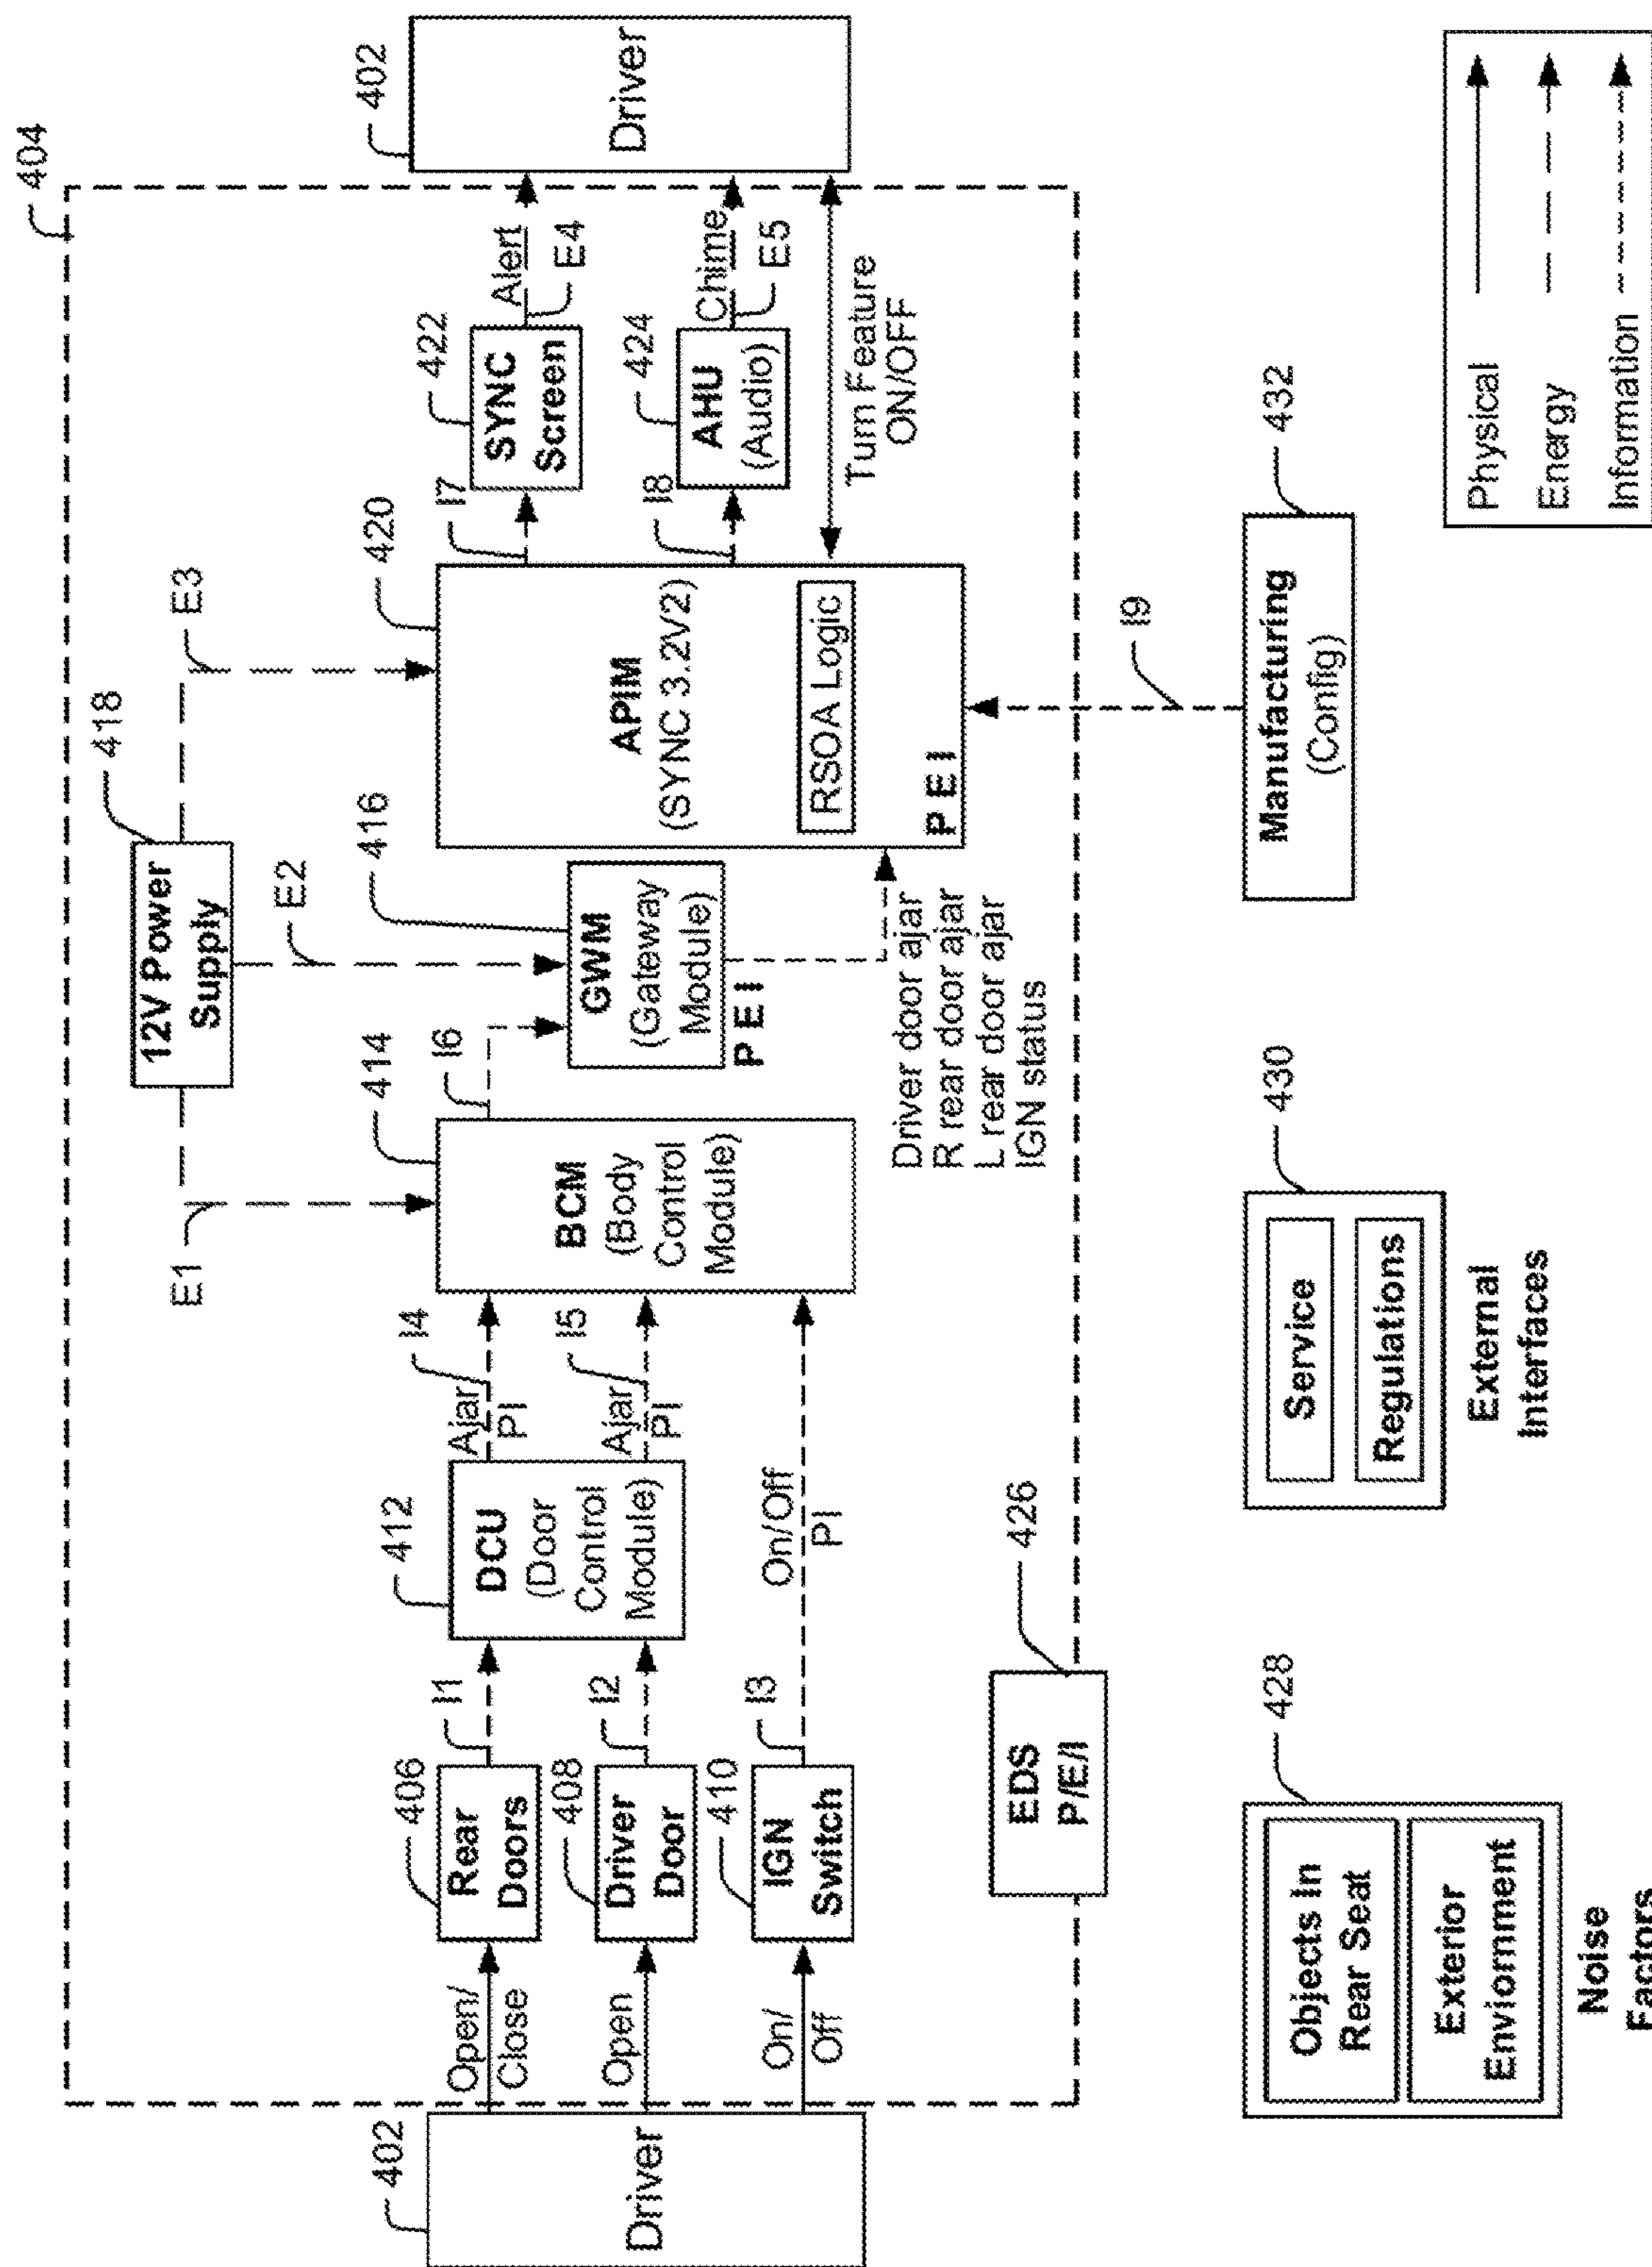 404
418
12V Power
Supply
E1
E2
E3
402
Driver
Open/
Close
Open
On/
Off
406
Rear
Doors
408
Driver
Door
410
IGN
Switch
I1
I2
I3
412
DCU
(Door
Control
Module)
Ajar
PI
I4
Ajar
PI
I5
On/Off
PI
414
BCM
(Body
Control
Module)
I6
416
GWM
(Gateway
Module)
P E I
Driver door ajar
R rear door ajar
L rear door ajar
IGN status
420
APIM
(SYNC 3.2V2)
RSOA Logic
P E I
I7
I8
422
SYNC
Screen
424
AHU
(Audio)
Alert
E4
Chime
E5
Turn Feature
ON/OFF
402
Driver
426
EDS
P/E/I
I9
428
Objects In
Rear Seat
Exterior
Enviornment
Noise
Factors
430
Service
Regulations
External
Interfaces
432
Manufacturing
(Config)
Physical
Energy
Information